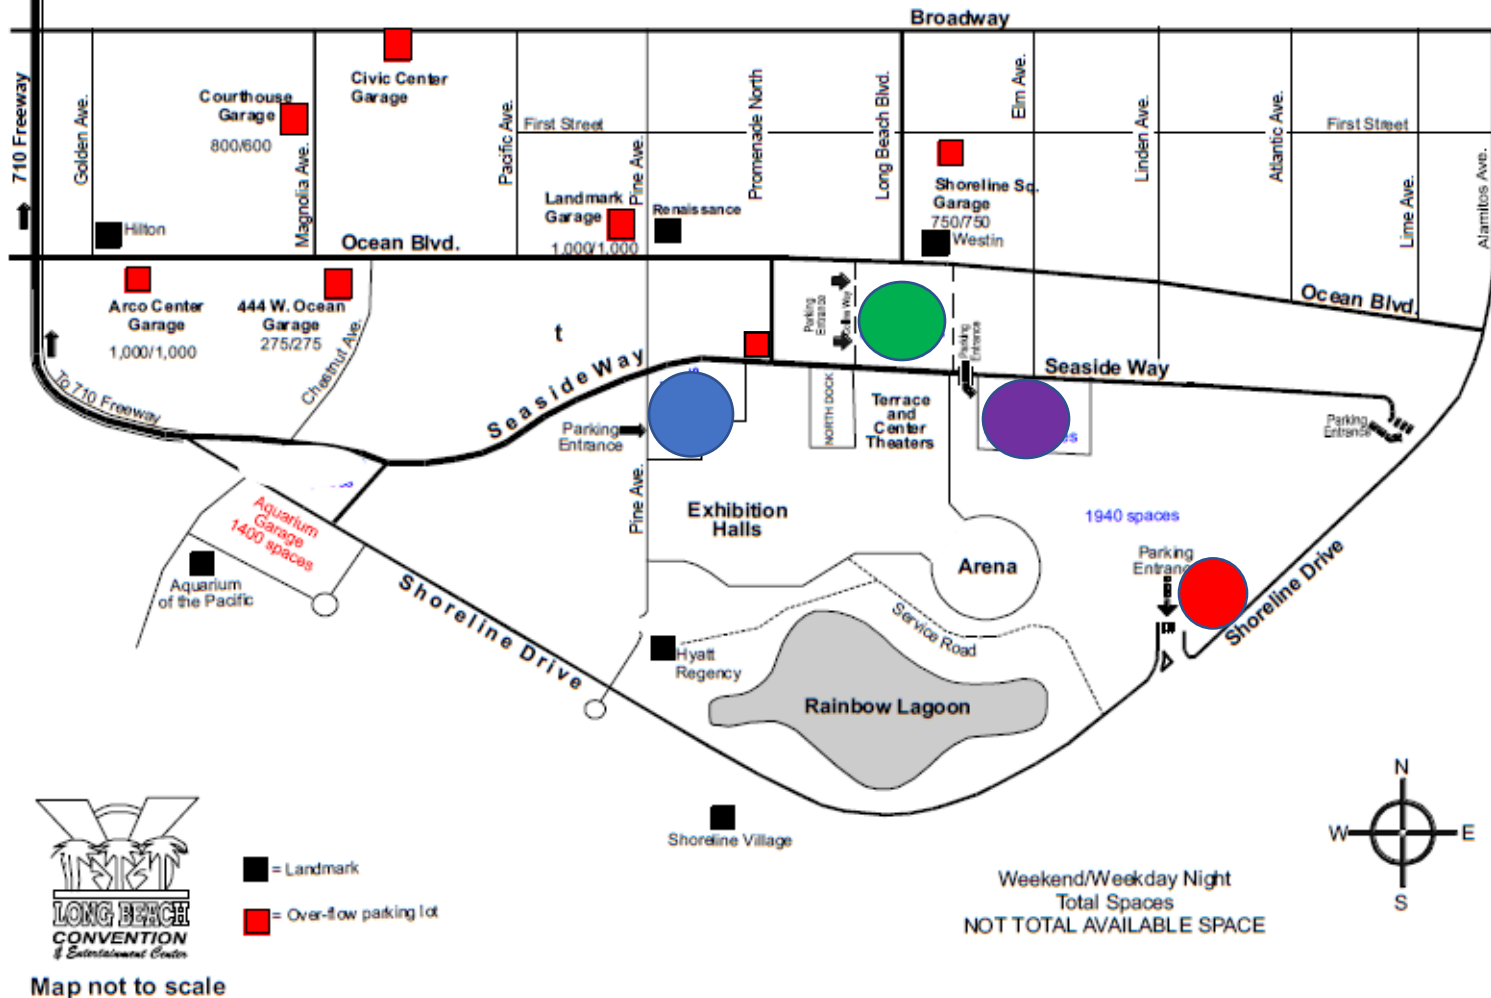 Broadway
710 Freeway
Golden Ave.
Courthouse
Garage
800/600
Magnolia Ave.
Civic Center
Garage
Pacific Ave.
First Street
Pine Ave.
Landmark
Garage
1,000/1,000
Renaissance
Promenade North
Long Beach Blvd.
Elm Ave.
Shoreline Sq.
Garage
750/750
Westin
Linden Ave.
Atlantic Ave.
First Street
Lime Ave.
Alamitos Ave.
Hilton
Ocean Blvd.
Ocean Blvd.
Arco Center
Garage
1,000/1,000
444 W. Ocean
Garage
275/275
Chestnut Ave.
To 710 Freeway
t
Seaside Way
Parking
Entrance
Parking
Entrance
Parking
Entrance
Seaside Way
NORTH DOCK
Terrace
and
Center
Theaters
Parking
Entrance
Pine Ave.
Exhibition
Halls
1940 spaces
Arena
Parking
Entrance
Shoreline Drive
Aquarium
Garage
1400 spaces
Aquarium
of the Pacific
Shoreline Drive
Service Road
Hyatt
Regency
Rainbow Lagoon
Shoreline Village
LONG BEACH
CONVENTION
& Entertainment Center
= Landmark
= Over-flow parking lot
Weekend/Weekday Night
Total Spaces
NOT TOTAL AVAILABLE SPACE
N
W
E
S
Map not to scale